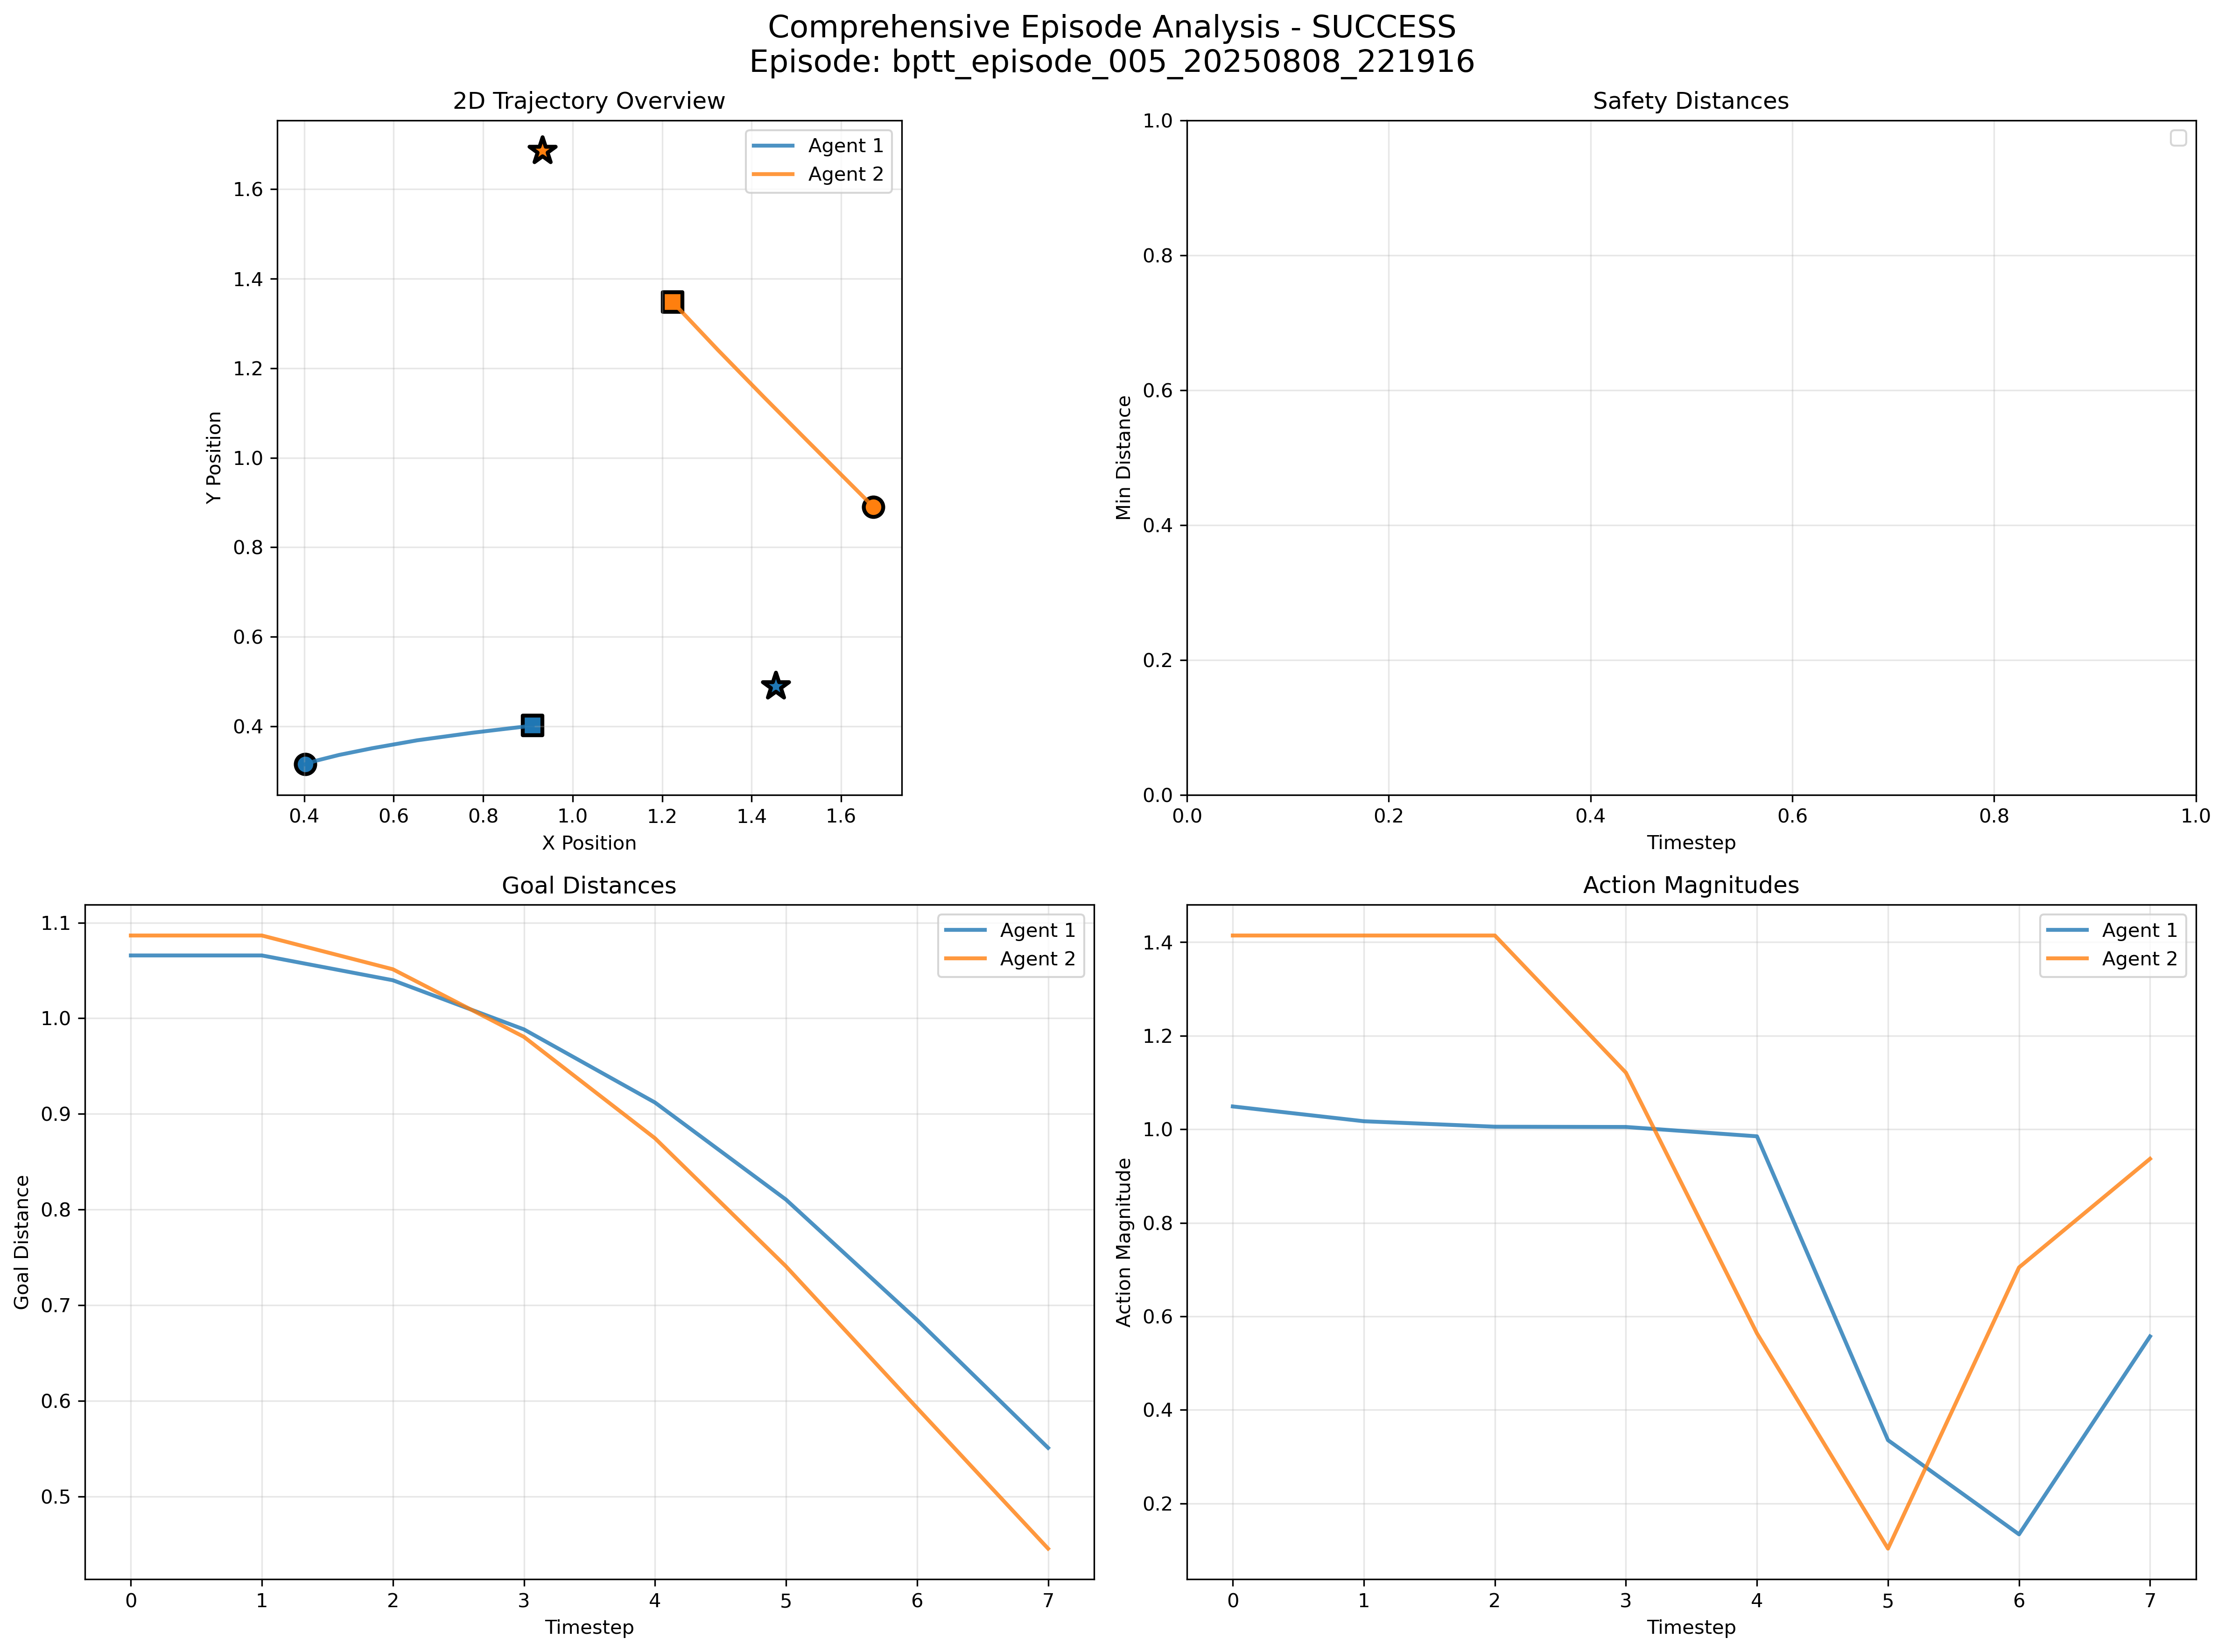 Comprehensive Episode Analysis - SUCCESS
Episode: bptt_episode_005_20250808_221916
2D Trajectory Overview
Agent 1
Agent 2
1.6
1.4
1.2
1.0
0.8
0.6
0.4
Y Position
0.4 0.6 0.8 1.0 1.2 1.4 1.6
X Position
Safety Distances
1.0
0.8
0.6
0.4
0.2
0.0
Min Distance
0.0 0.2 0.4 0.6 0.8 1.0
Timestep
Goal Distances
Agent 1
Agent 2
1.1
1.0
0.9
0.8
0.7
0.6
0.5
Goal Distance
0 1 2 3 4 5 6 7
Timestep
Action Magnitudes
Agent 1
Agent 2
1.4
1.2
1.0
0.8
0.6
0.4
0.2
Action Magnitude
0 1 2 3 4 5 6 7
Timestep